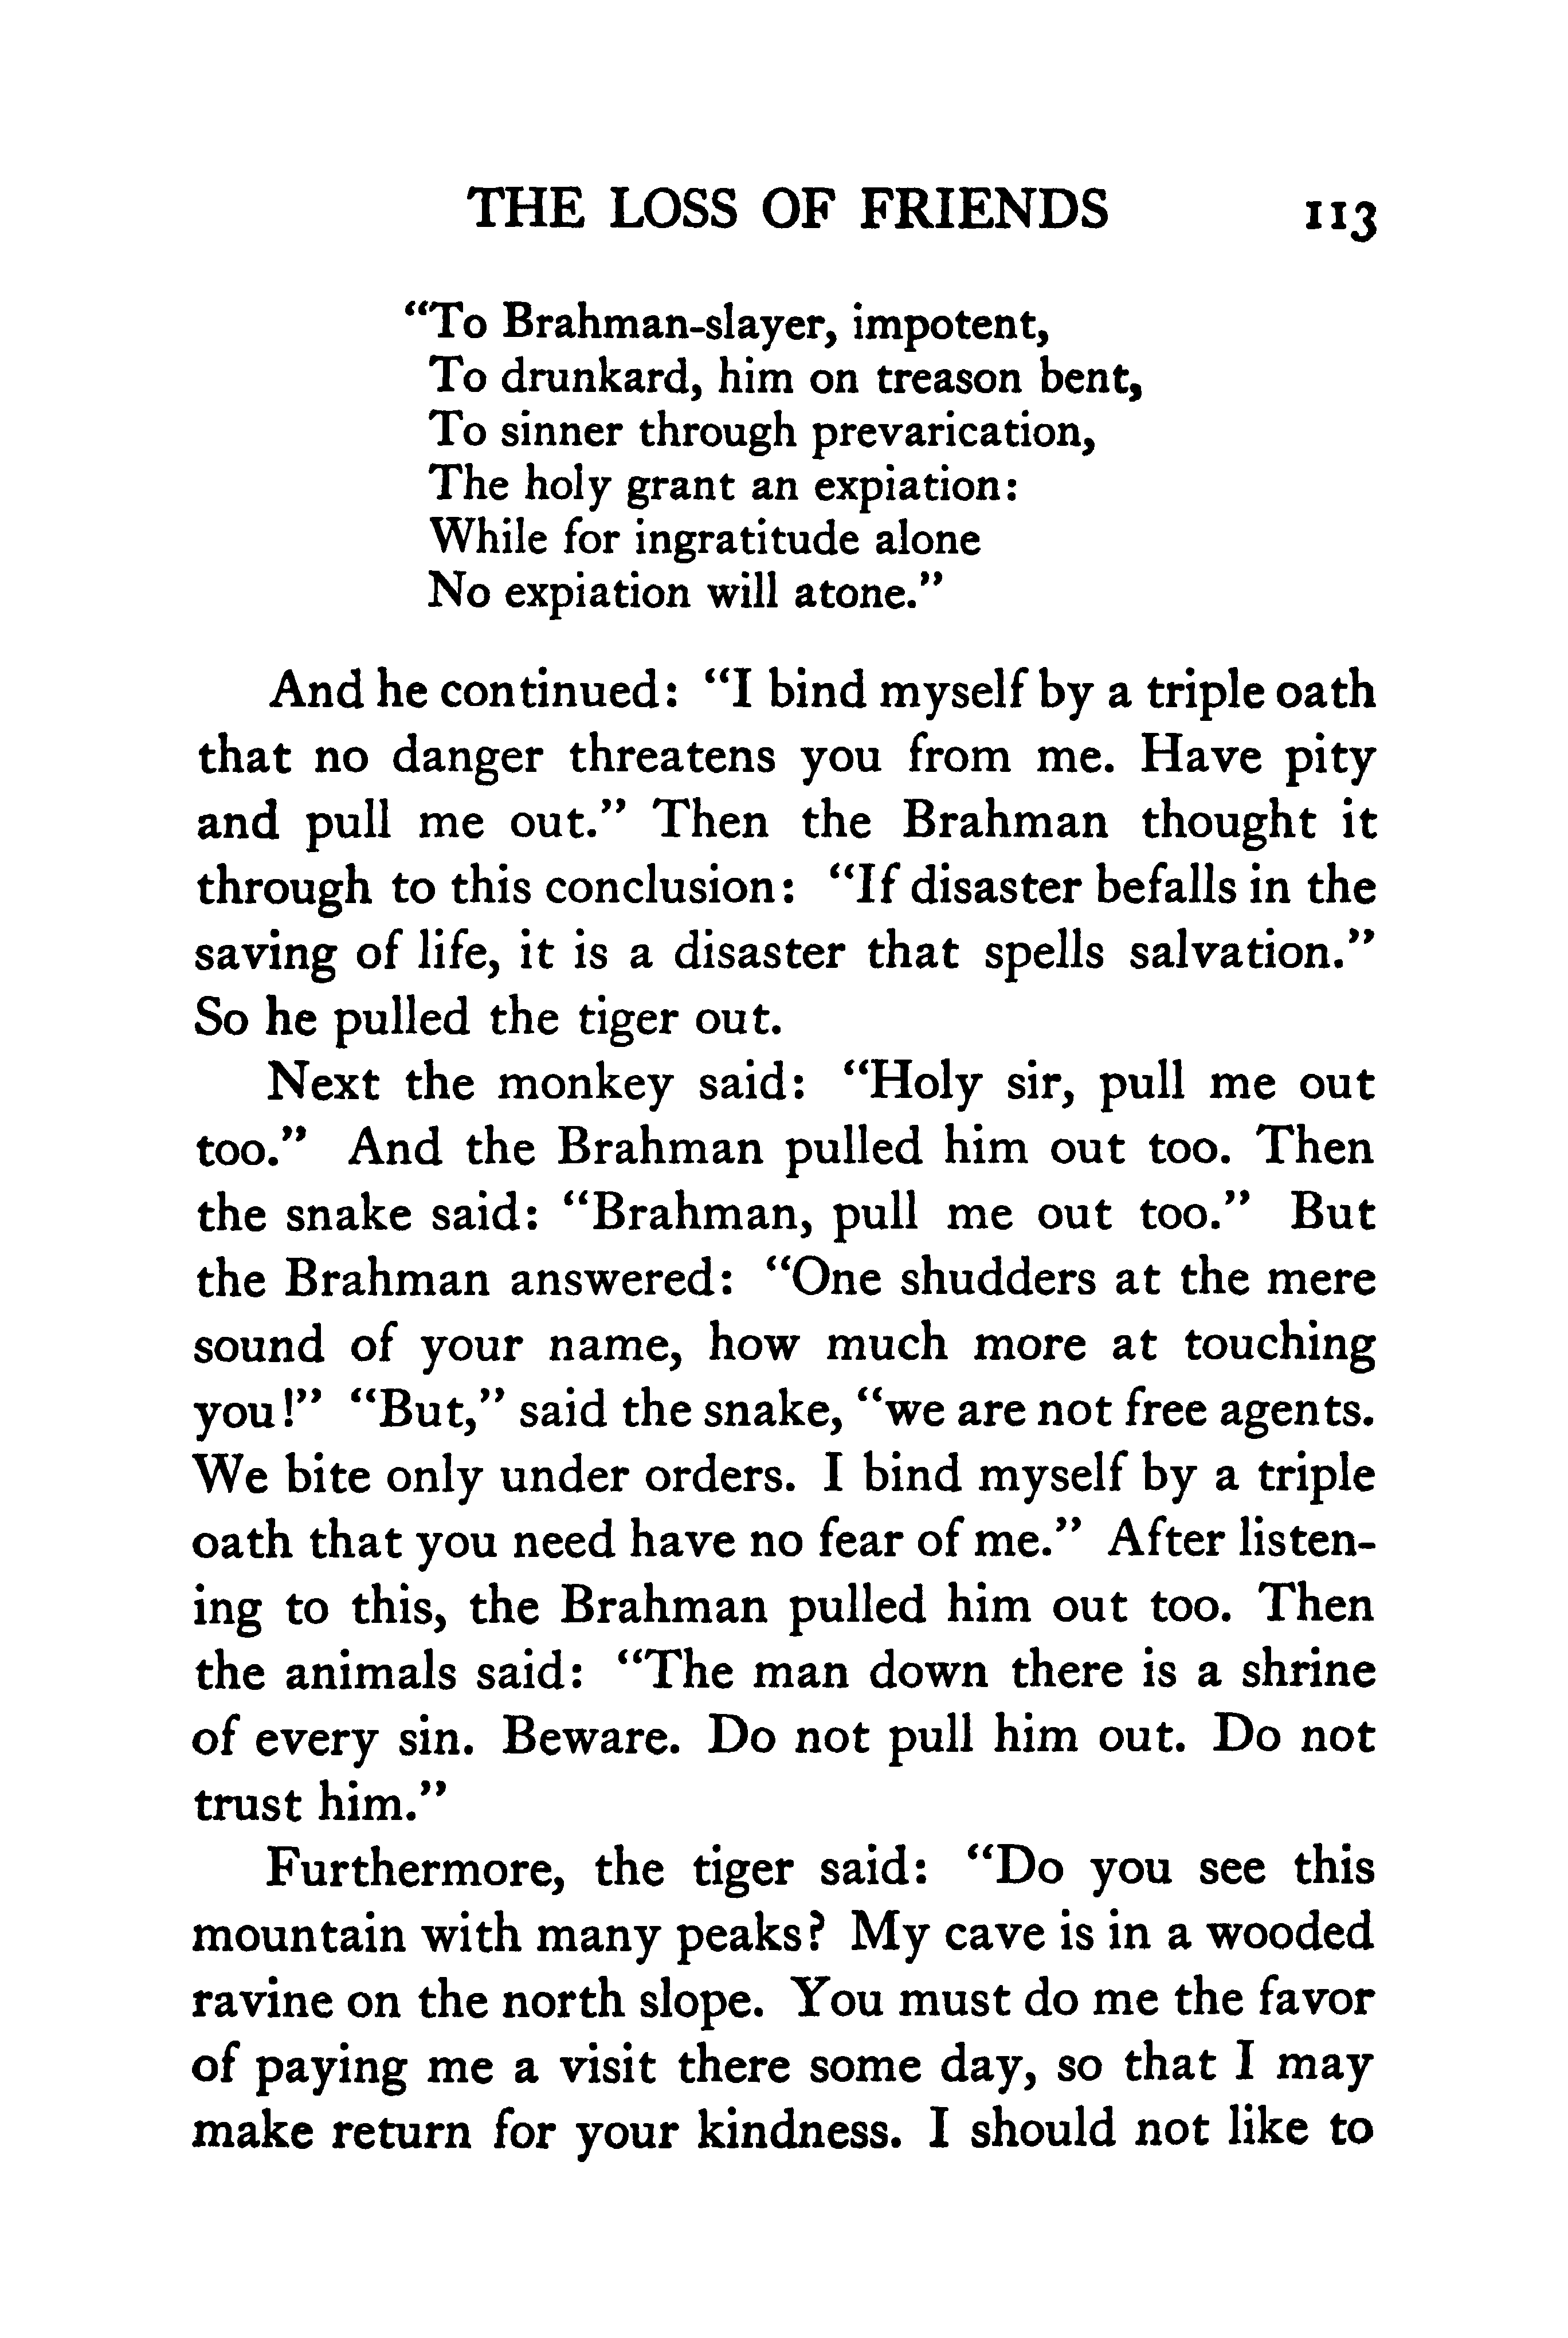 THE LOSS OF FRIENDS 113
“To Brahman-slayer, impotent,
To drunkard, him on treason bent,
To sinner through prevarication,
The holy grant an expiation:
While for ingratitude alone
No expiation will atone.”
And he continued: “I bind myself by a triple oath
that no danger threatens you from me. Have pity
and pull me out.” Then the Brahman thought it
through to this conclusion: “If disaster befalls in the
saving of life, it is a disaster that spells salvation.”
So he pulled the tiger out.
Next the monkey said: “Holy sir, pull me out
too.” And the Brahman pulled him out too. Then
the snake said: “Brahman, pull me out too.” But
the Brahman answered: “One shudders at the mere
sound of your name, how much more at touching
you!” “But,” said the snake, “we are not free agents.
We bite only under orders. I bind myself by a triple
oath that you need have no fear of me.” After listen-
ing to this, the Brahman pulled him out too. Then
the animals said: “The man down there is a shrine
of every sin. Beware. Do not pull him out. Do not
trust him.”
Furthermore, the tiger said: “Do you see this
mountain with many peaks? My cave is in a wooded
ravine on the north slope. You must do me the favor
of paying me a visit there some day, so that I may
make return for your kindness. I should not like to